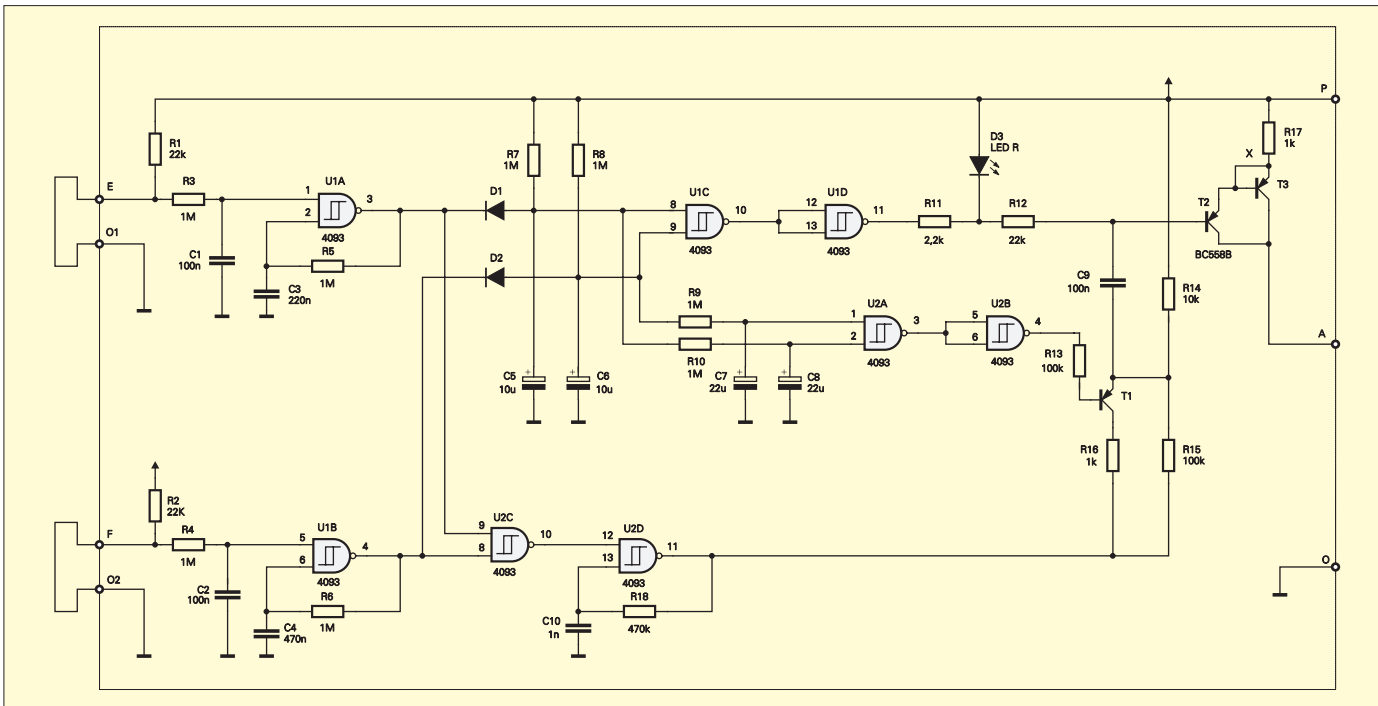 P
D3
LED R
R17
1k
R1
22k
R7
1M
R8
1M
X
T3
E
R3
1M
U1A
1
2
3
4093
D1
U1C
8
9
10
4093
U1D
12
13
11
4093
R11
2,2k
R12
22k
T2
BC558B
O1
C1
100n
R5
1M
C3
220n
D2
C9
100n
R14
10k
R9
1M
U2A
1
2
3
4093
U2B
5
6
4
4093
A
R10
1M
R13
100k
C5
+
10u
C6
+
10u
C7
+
22u
C8
+
22u
T1
R16
1k
R15
100k
R2
22K
F
R4
1M
U1B
5
6
4
4093
U2C
9
8
10
4093
U2D
12
13
11
4093
O
O2
C2
100n
R6
1M
C4
470n
C10
1n
R18
470k